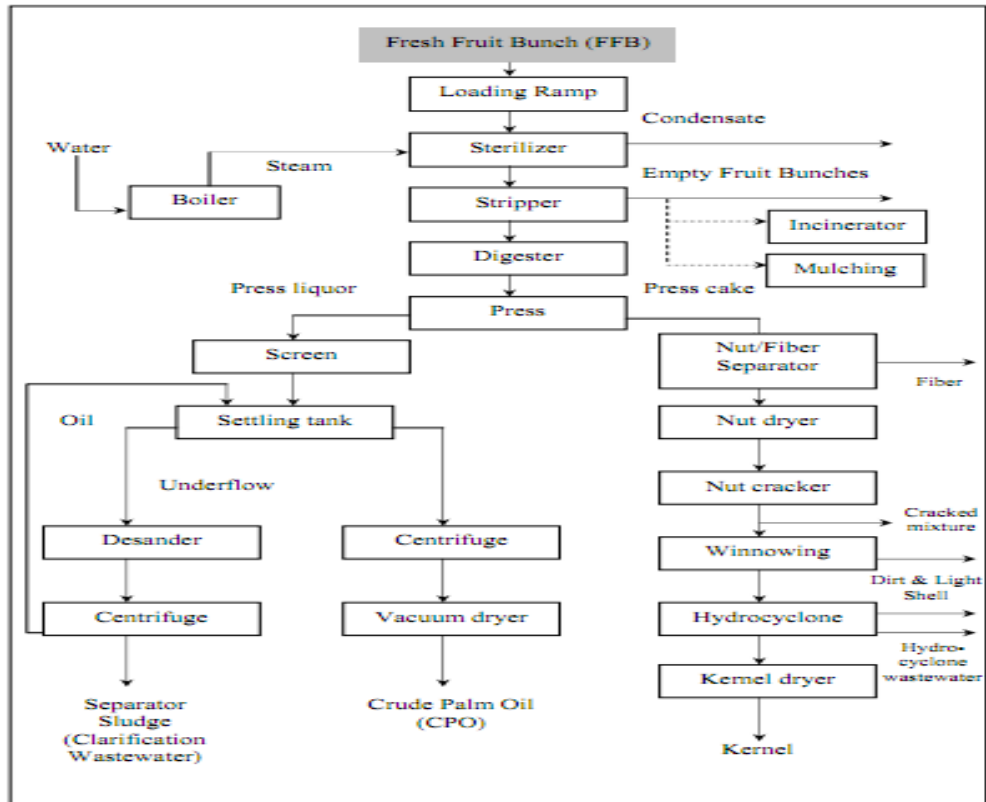 Fresh Fruit Bunch (FFB)
Loading Ramp
Condensate
Water
Steam
Sterilizer
Empty Fruit Bunches
Boiler
Stripper
Incinerator
Digester
Mulching
Press liquor
Press cake
Press
Screen
Nut/Fiber
Separator
Fiber
Oil
Settling tank
Nut dryer
Underflow
Nut cracker
Cracked
mixture
Desander
Centrifuge
Winnowing
Dirt & Light
Shell
Centrifuge
Vacuum dryer
Hydrocyclone
Hydro-
cyclone
wastewater
Kernel dryer
Separator
Sludge
(Clarification
Wastewater)
Crude Palm Oil
(CPO)
Kernel